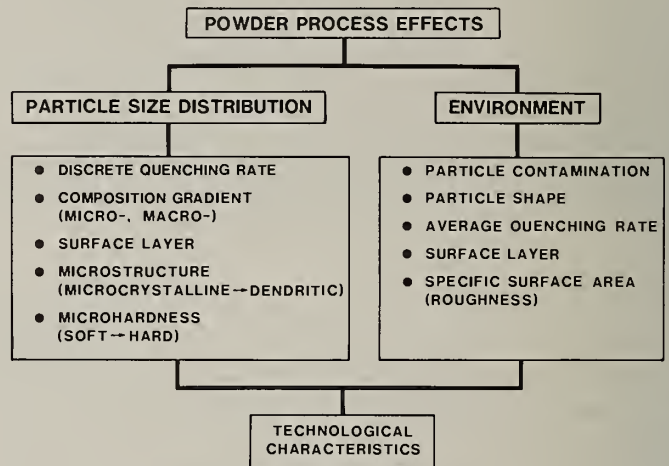 POWDER PROCESS EFFECTS
PARTICLE SIZE DISTRIBUTION
● DISCRETE QUENCHING RATE
● COMPOSITION GRADIENT
(MICRO-, MACRO-)
● SURFACE LAYER
● MICROSTRUCTURE
(MICROCRYSTALLINE→DENDRITIC)
● MICROHARDNESS
(SOFT→HARD)
ENVIRONMENT
● PARTICLE CONTAMINATION
● PARTICLE SHAPE
● AVERAGE QUENCHING RATE
● SURFACE LAYER
● SPECIFIC SURFACE AREA
(ROUGHNESS)
TECHNOLOGICAL
CHARACTERISTICS